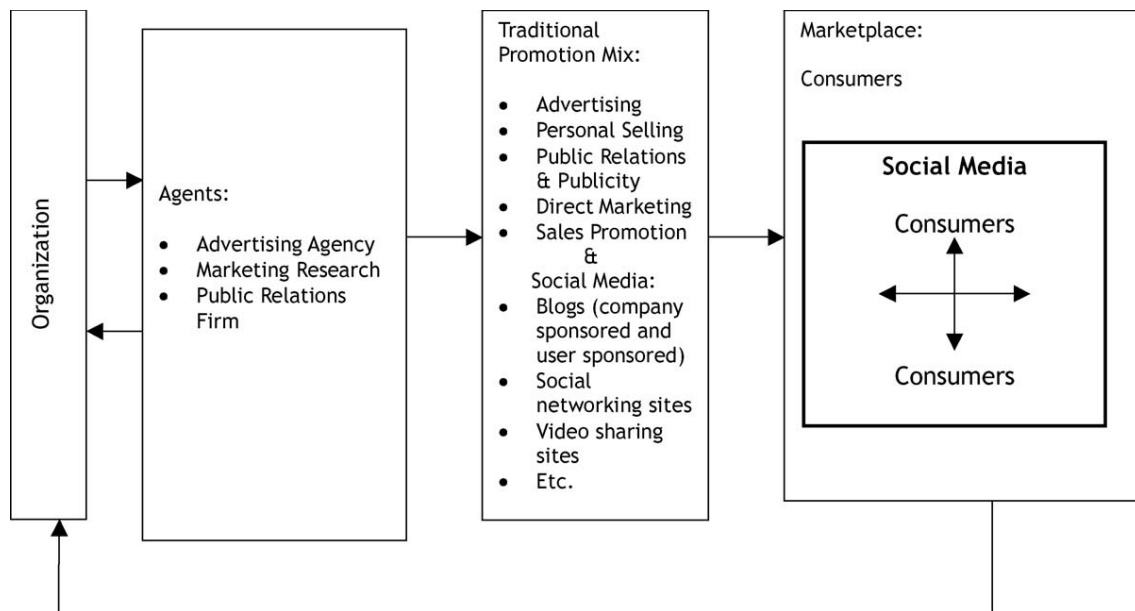 Organization
Agents:
● Advertising Agency
● Marketing Research
● Public Relations
Firm
Traditional
Promotion Mix:
● Advertising
● Personal Selling
● Public Relations
& Publicity
● Direct Marketing
● Sales Promotion
&
Social Media:
● Blogs (company
sponsored and
user sponsored)
● Social
networking sites
● Video sharing
sites
● Etc.
Marketplace:
Consumers
Social Media
Consumers
Consumers